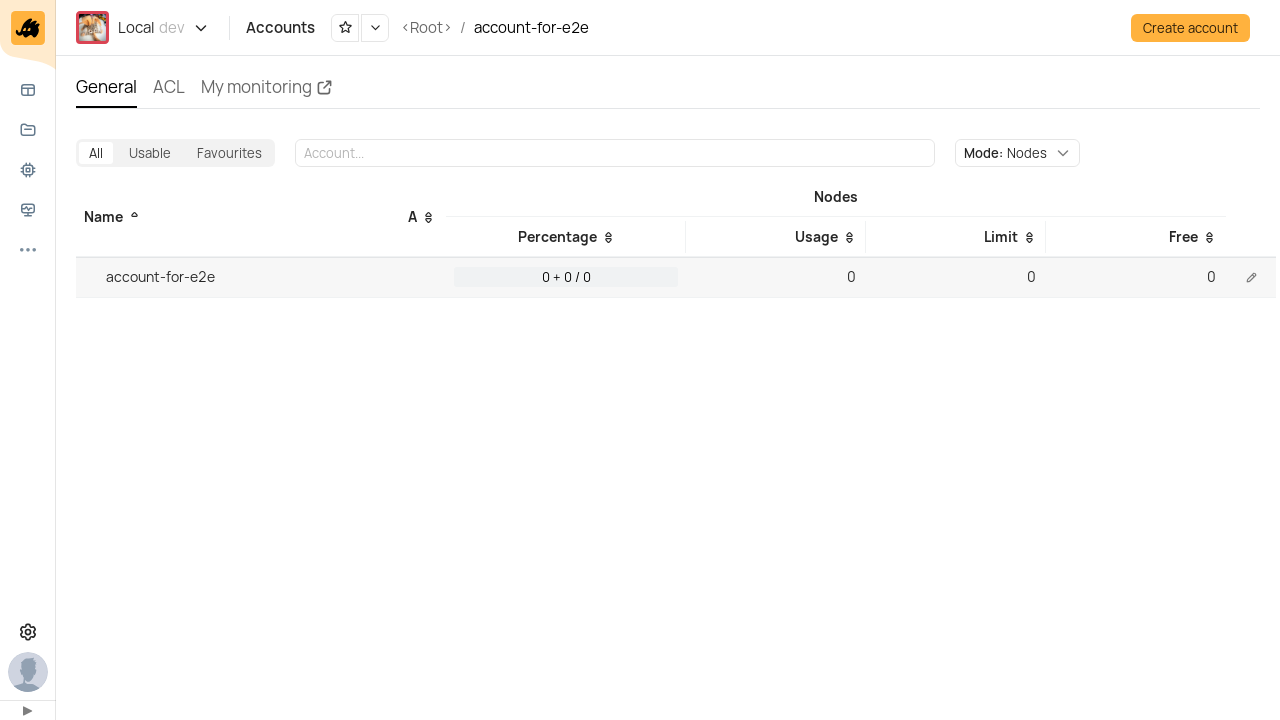 Local dev
Accounts
<Root> / account-for-e2e
Create account
General
ACL
My monitoring
All
Usable
Favourites
Account...
Mode: Nodes
Name
A
Nodes
Percentage
Usage
Limit
Free
account-for-e2e
0 + 0 / 0
0
0
0